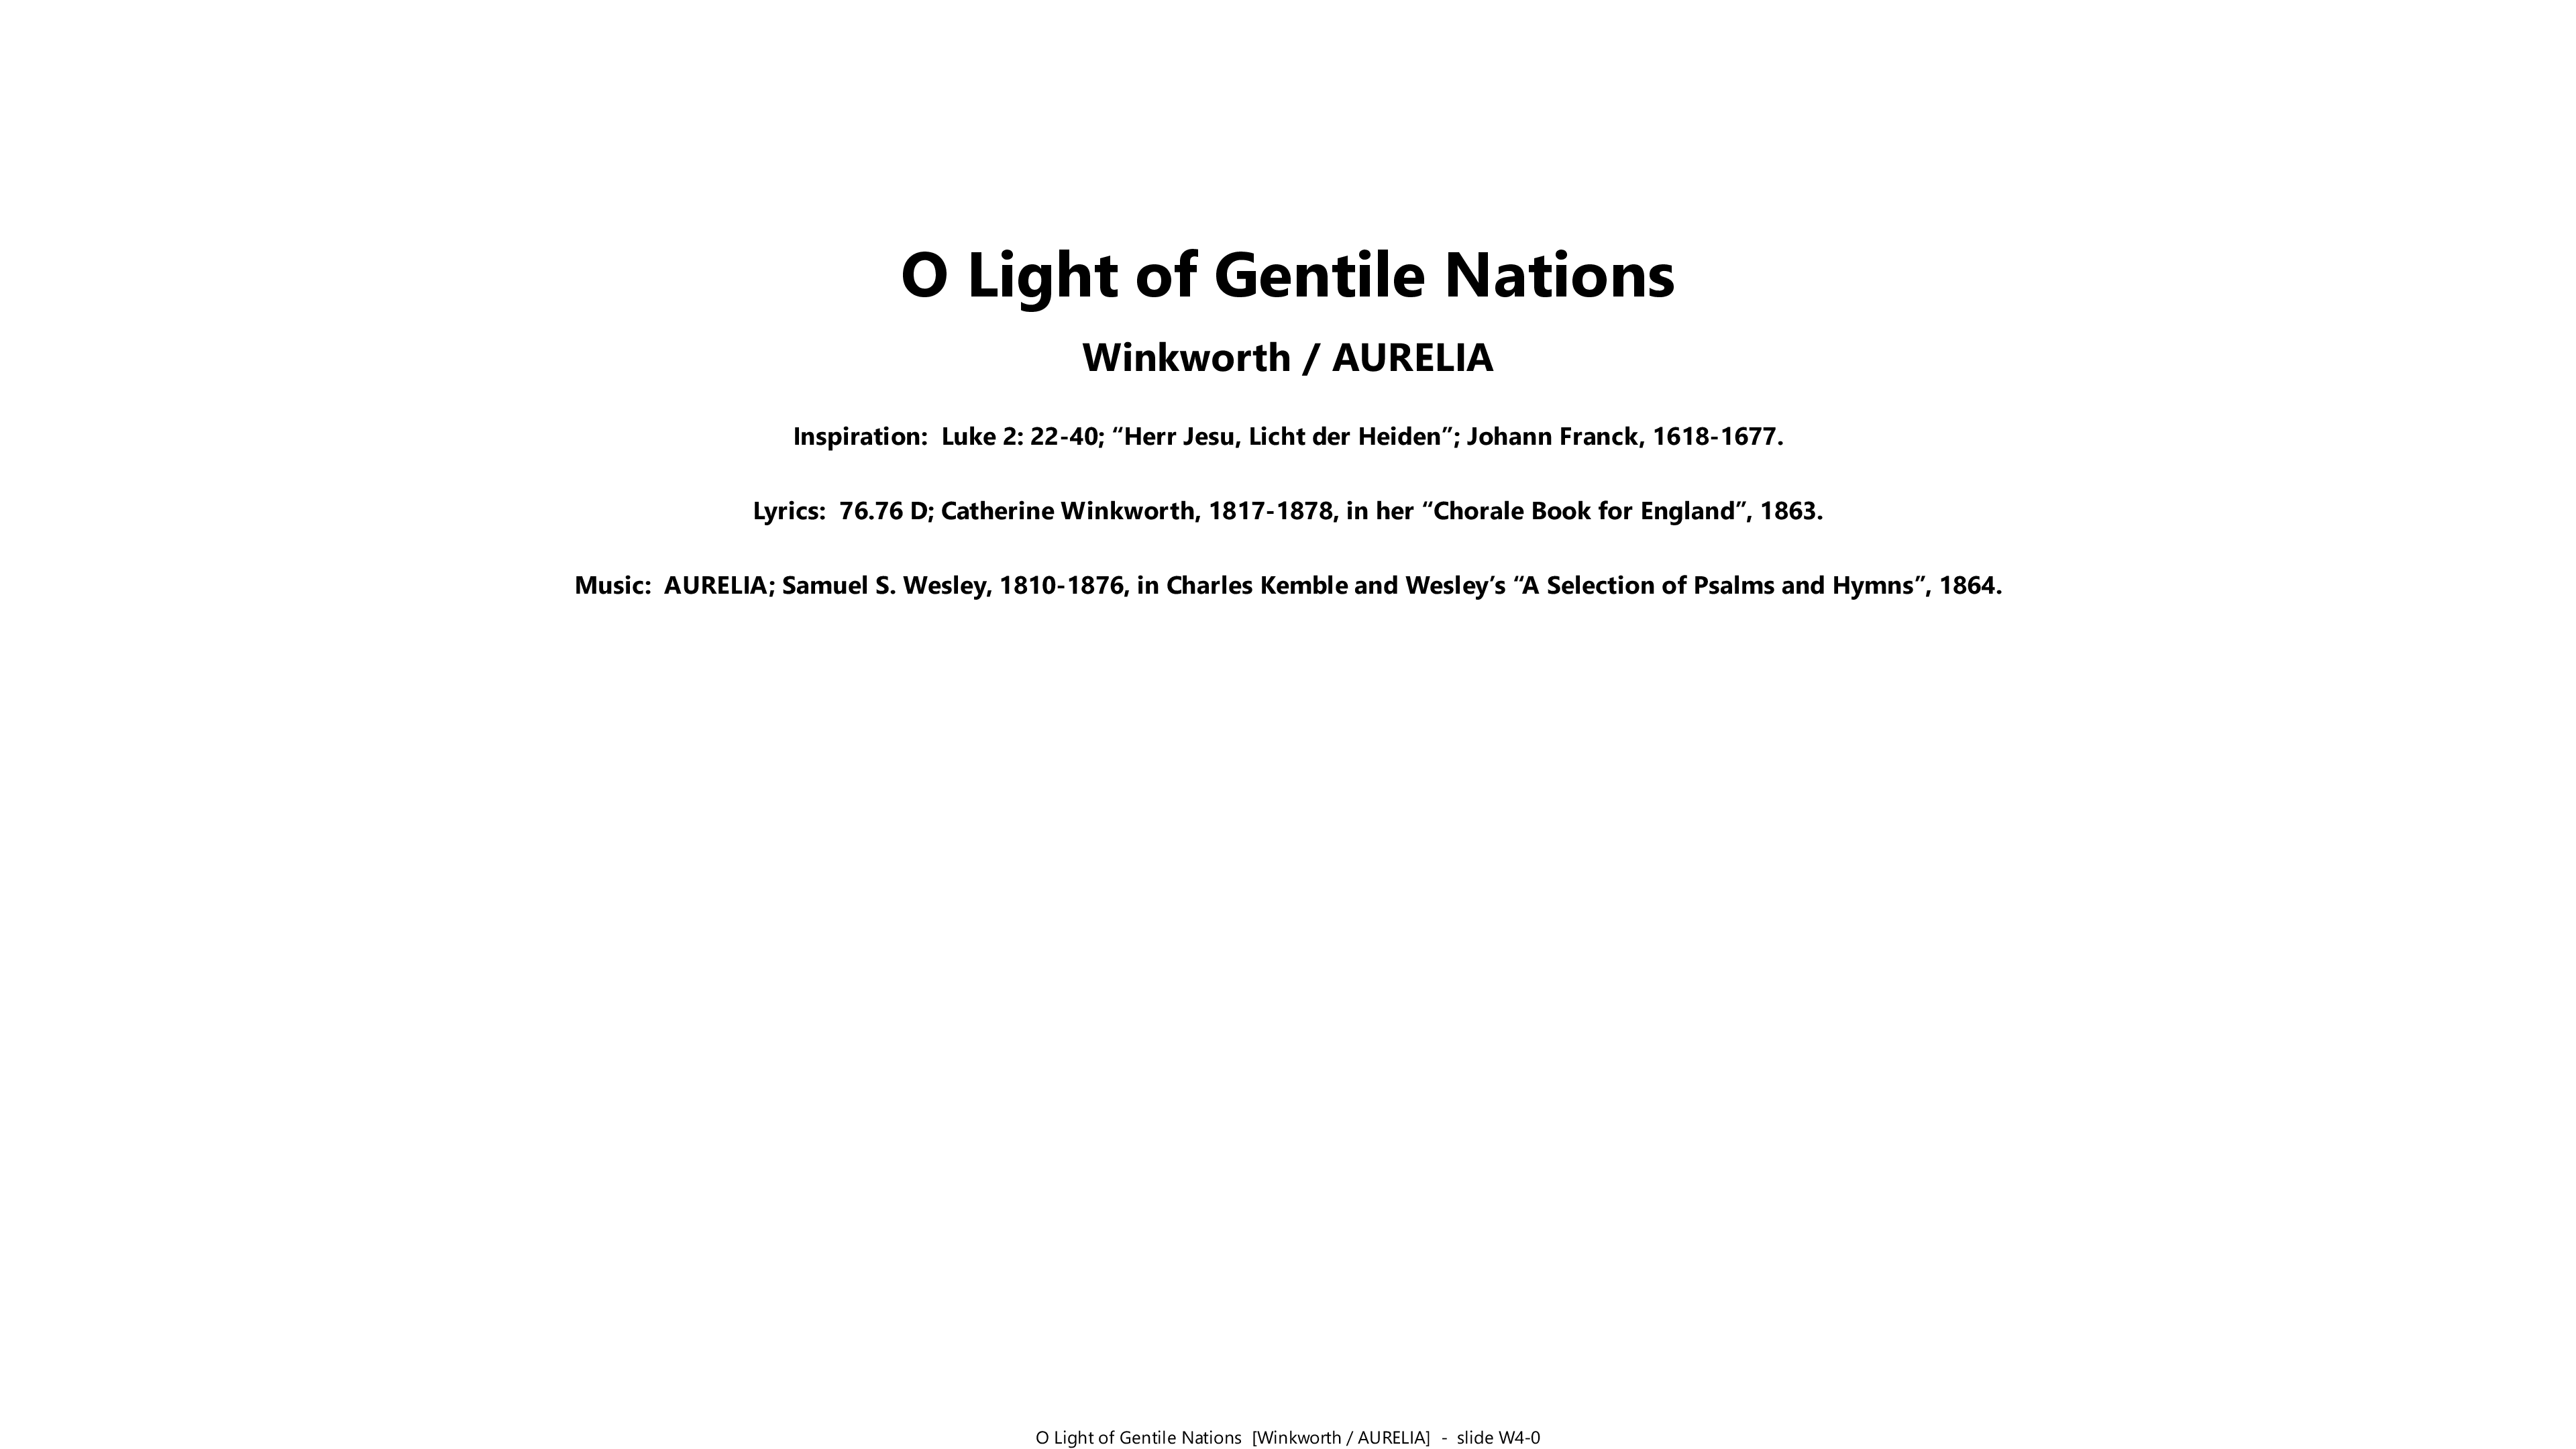 O Light of Gentile Nations
Winkworth / AURELIA
Inspiration:  Luke 2: 22-40; “Herr Jesu, Licht der Heiden”; Johann Franck, 1618-1677.
Lyrics:  76.76 D; Catherine Winkworth, 1817-1878, in her “Chorale Book for England”, 1863.
Music:  AURELIA; Samuel S. Wesley, 1810-1876, in Charles Kemble and Wesley’s “A Selection of Psalms and Hymns”, 1864.
O Light of Gentile Nations  [Winkworth / AURELIA]  -  slide W4-0